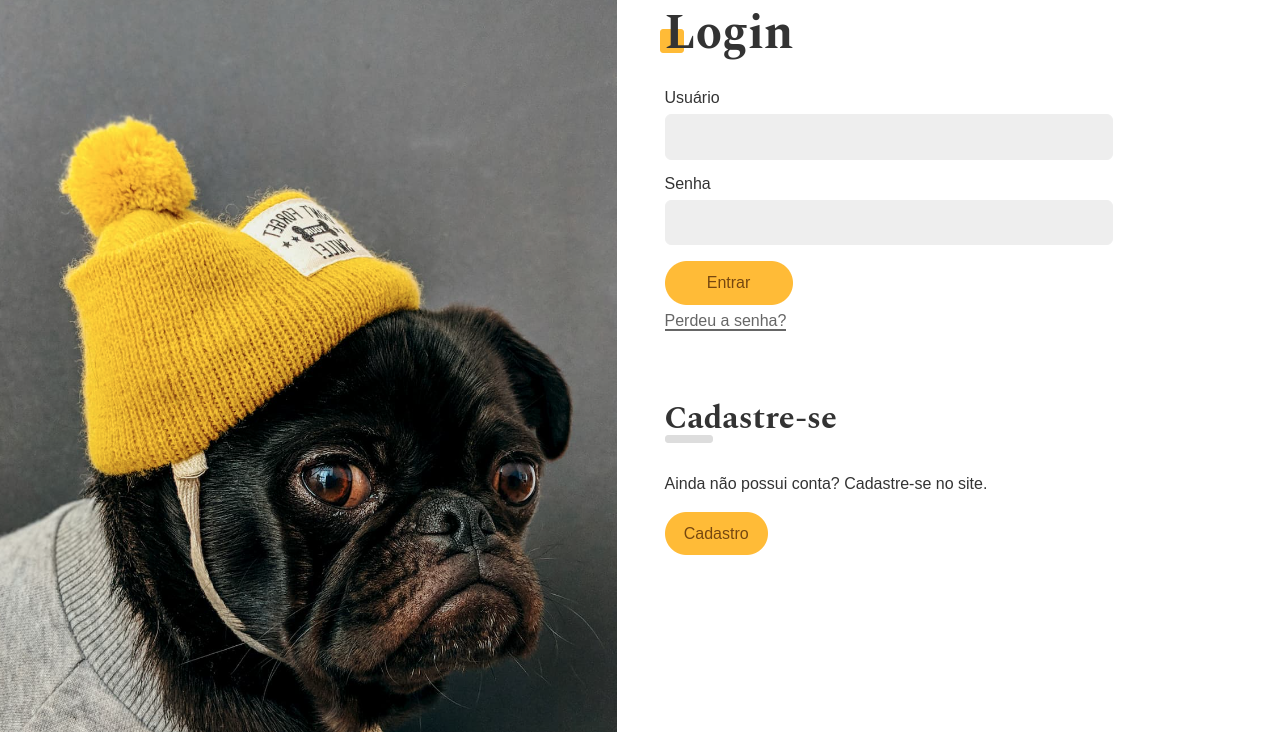 Login
Usuário
Senha
Entrar
Perdeu a senha?
Cadastre-se
Ainda não possui conta? Cadastre-se no site.
Cadastro